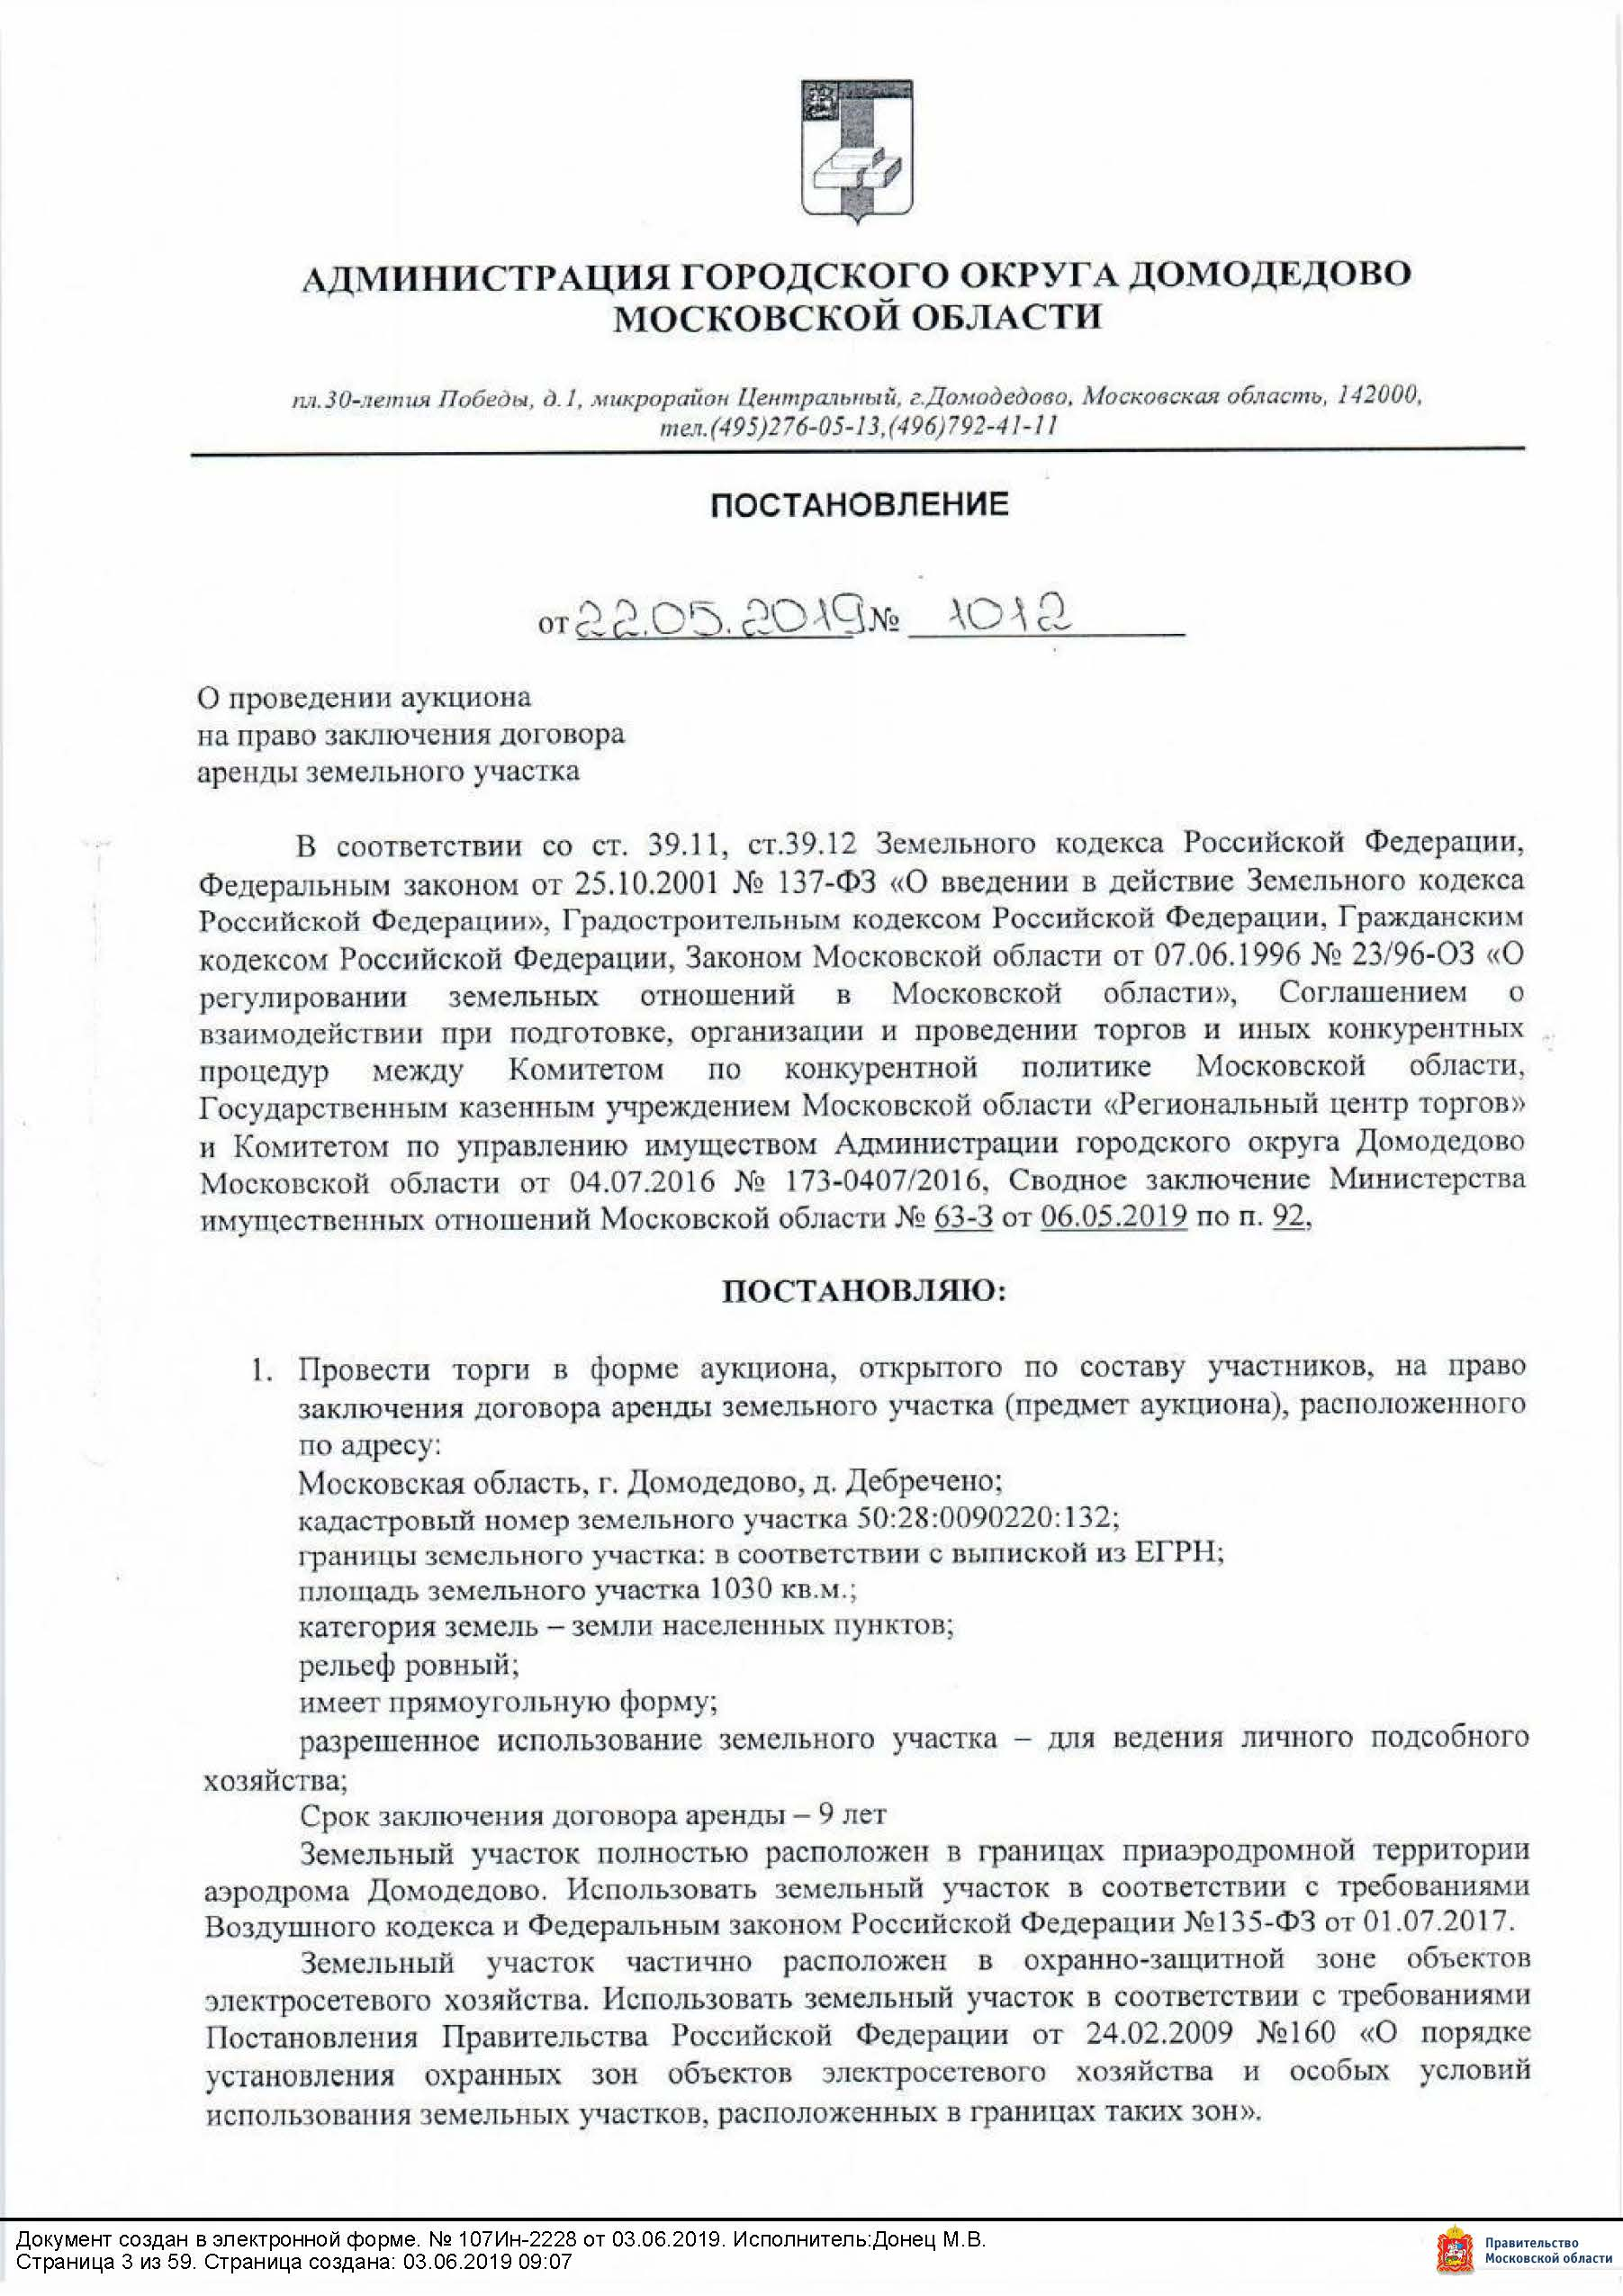 АДМИНИСТРАЦИЯ ГОРОДСКОГО ОКРУГА ДОМОДЕДОВО
МОСКОВСКОЙ ОБЛАСТИ
пл.30-летия Победы, д.1, микрорайон Центральный, г.Домодедово, Московская область, 142000,
тел.(495)276-05-13,(496)792-41-11
ПОСТАНОВЛЕНИЕ
от 22.05.2019 № 1012
О проведении аукциона
на право заключения договора
аренды земельного участка
В соответствии со ст. 39.11, ст.39.12 Земельного кодекса Российской Федерации,
Федеральным законом от 25.10.2001 № 137-ФЗ «О введении в действие Земельного кодекса
Российской Федерации», Градостроительным кодексом Российской Федерации, Гражданским
кодексом Российской Федерации, Законом Московской области от 07.06.1996 № 23/96-ОЗ «О
регулировании земельных отношений в Московской области», Соглашением о
взаимодействии при подготовке, организации и проведении торгов и иных конкурентных
процедур между Комитетом по конкурентной политике Московской области,
Государственным казенным учреждением Московской области «Региональный центр торгов»
и Комитетом по управлению имуществом Администрации городского округа Домодедово
Московской области от 04.07.2016 № 173-0407/2016, Сводное заключение Министерства
имущественных отношений Московской области № 63-З от 06.05.2019 по п. 92,
ПОСТАНОВЛЯЮ:
1. Провести торги в форме аукциона, открытого по составу участников, на право
заключения договора аренды земельного участка (предмет аукциона), расположенного
по адресу:
Московская область, г. Домодедово, д. Дебречено;
кадастровый номер земельного участка 50:28:0090220:132;
границы земельного участка: в соответствии с выпиской из ЕГРН;
площадь земельного участка 1030 кв.м.;
категория земель – земли населенных пунктов;
рельеф ровный;
имеет прямоугольную форму;
разрешенное использование земельного участка – для ведения личного подсобного
хозяйства;
Срок заключения договора аренды – 9 лет
Земельный участок полностью расположен в границах приаэродромной территории
аэродрома Домодедово. Использовать земельный участок в соответствии с требованиями
Воздушного кодекса и Федеральным законом Российской Федерации №135-ФЗ от 01.07.2017.
Земельный участок частично расположен в охранно-защитной зоне объектов
электросетевого хозяйства. Использовать земельный участок в соответствии с требованиями
Постановления Правительства Российской Федерации от 24.02.2009 №160 «О порядке
установления охранных зон объектов электросетевого хозяйства и особых условий
использования земельных участков, расположенных в границах таких зон».
Документ создан в электронной форме. № 107Ин-2228 от 03.06.2019. Исполнитель:Донец М.В.
Страница 3 из 59. Страница создана: 03.06.2019 09:07
Правительство
Московской области